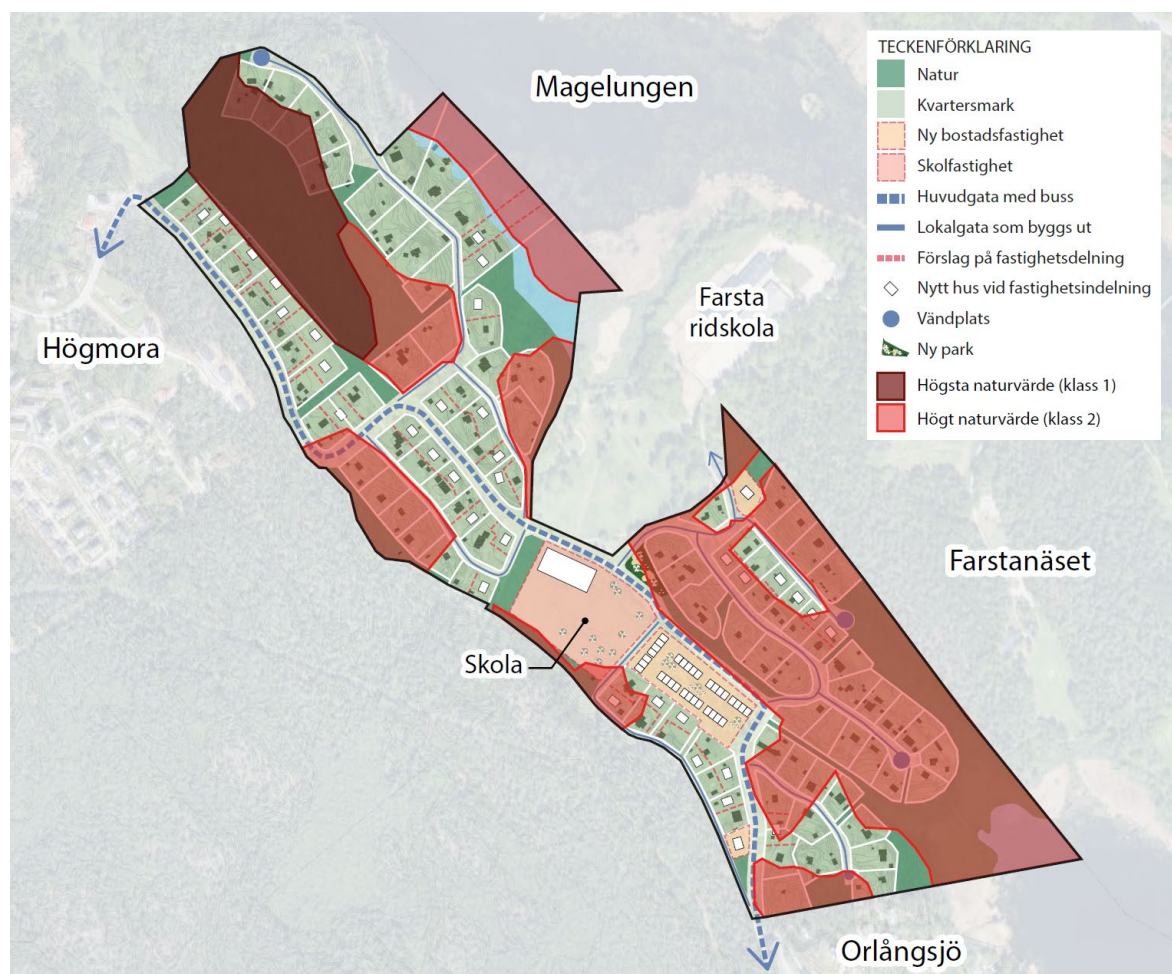 TECKENFÖRKLARING
Natur
Kvartersmark
Ny bostadsfastighet
Skolfastighet
Huvudgata med buss
Lokalgata som byggs ut
Förslag på fastighetsdelning
Nytt hus vid fastighetsindelning
Vändplats
Ny park
Högsta naturvärde (klass 1)
Högt naturvärde (klass 2)
Magelungen
Högmora
Farsta
ridskola
Farstanäset
Skola
Orlångsjö